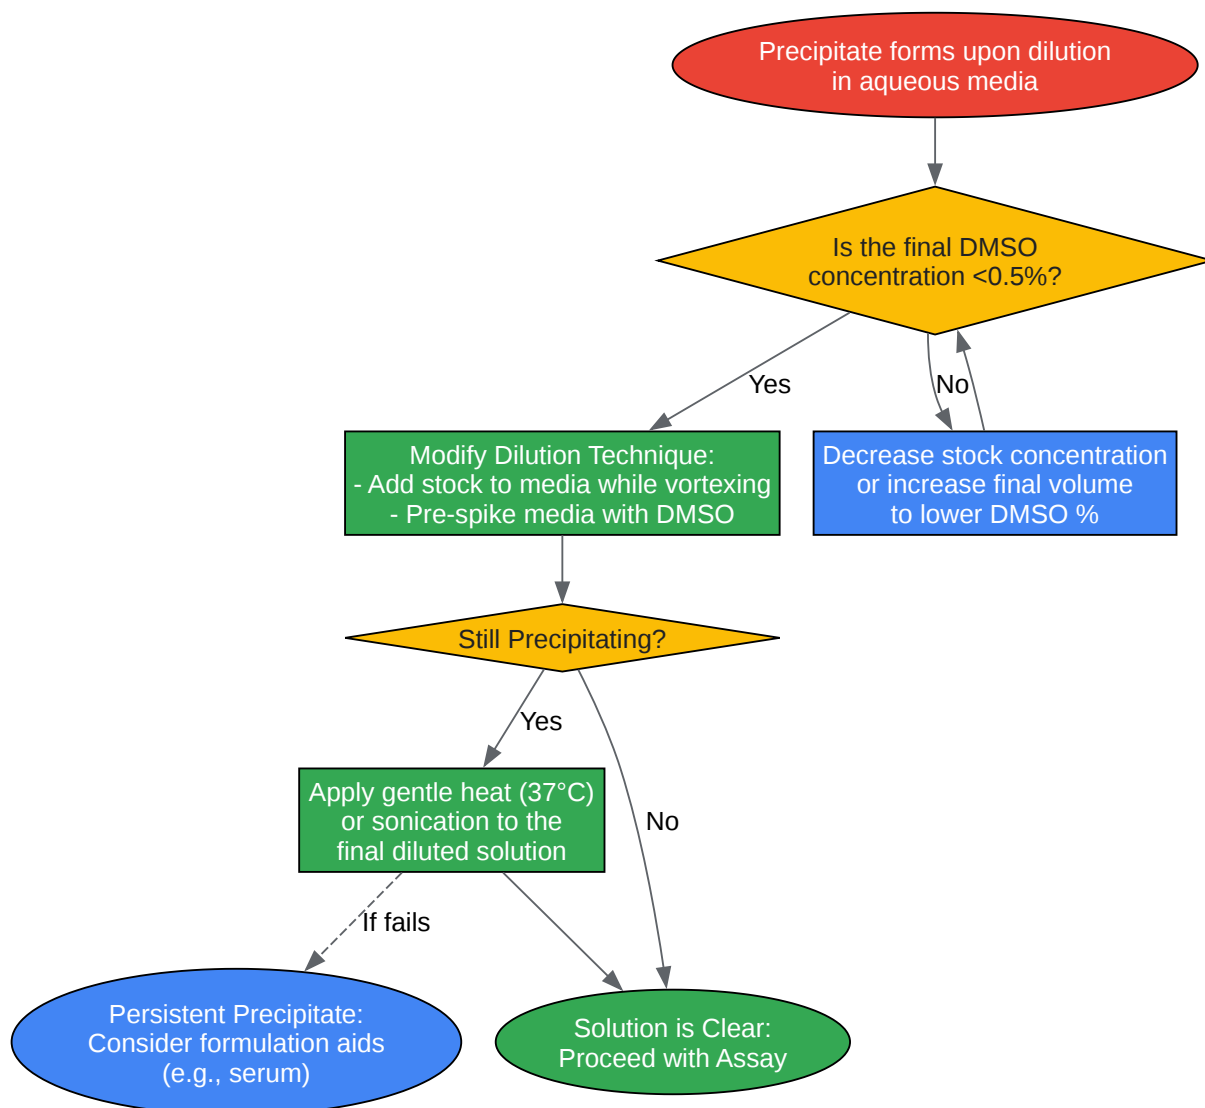 Precipitate forms upon dilution
in aqueous media
Is the final DMSO
concentration <0.5%?
Yes
No
Modify Dilution Technique:
- Add stock to media while vortexing
- Pre-spike media with DMSO
Decrease stock concentration
or increase final volume
to lower DMSO %
Still Precipitating?
Yes
No
Apply gentle heat (37°C)
or sonication to the
final diluted solution
If fails
Persistent Precipitate:
Consider formulation aids
(e.g., serum)
Solution is Clear:
Proceed with Assay